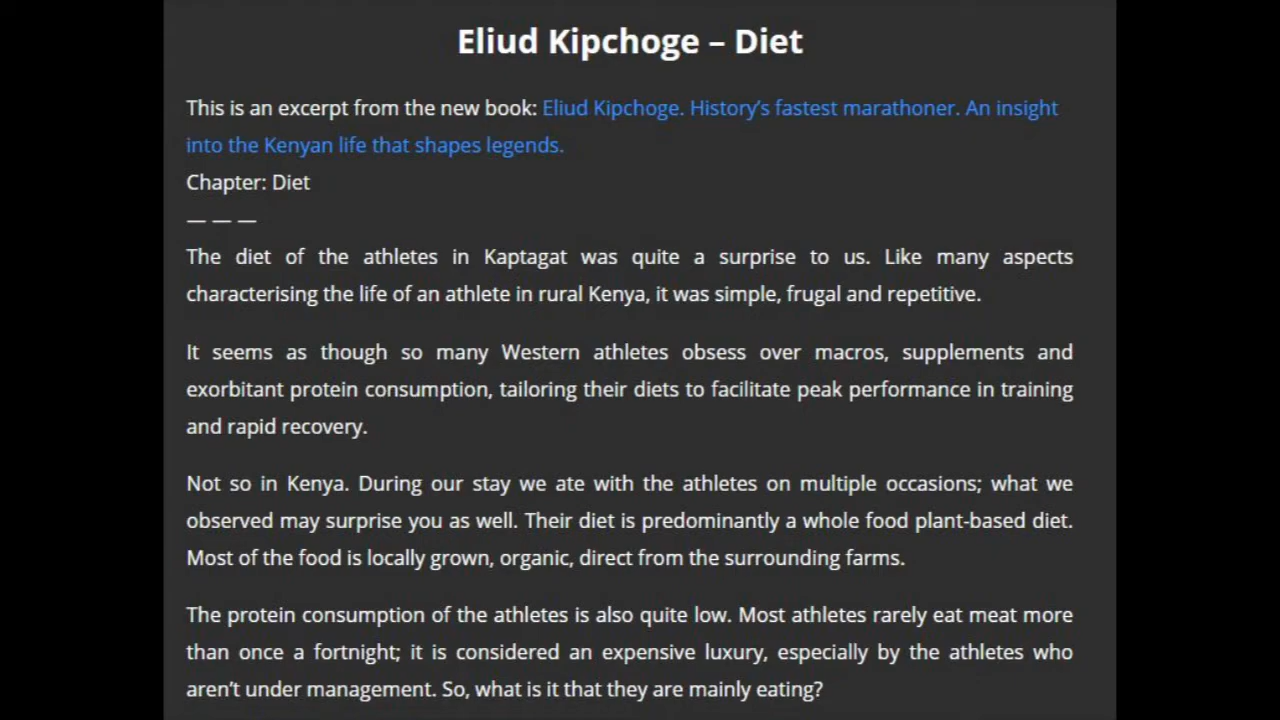 Eliud Kipchoge – Diet
This is an excerpt from the new book: Eliud Kipchoge. History's fastest marathoner. An insight
into the Kenyan life that shapes legends.
Chapter: Diet
— — —
The diet of the athletes in Kaptagat was quite a surprise to us. Like many aspects
characterising the life of an athlete in rural Kenya, it was simple, frugal and repetitive.
It seems as though so many Western athletes obsess over macros, supplements and
exorbitant protein consumption, tailoring their diets to facilitate peak performance in training
and rapid recovery.
Not so in Kenya. During our stay we ate with the athletes on multiple occasions; what we
observed may surprise you as well. Their diet is predominantly a whole food plant-based diet.
Most of the food is locally grown, organic, direct from the surrounding farms.
The protein consumption of the athletes is also quite low. Most athletes rarely eat meat more
than once a fortnight; it is considered an expensive luxury, especially by the athletes who
aren't under management. So, what is it that they are mainly eating?